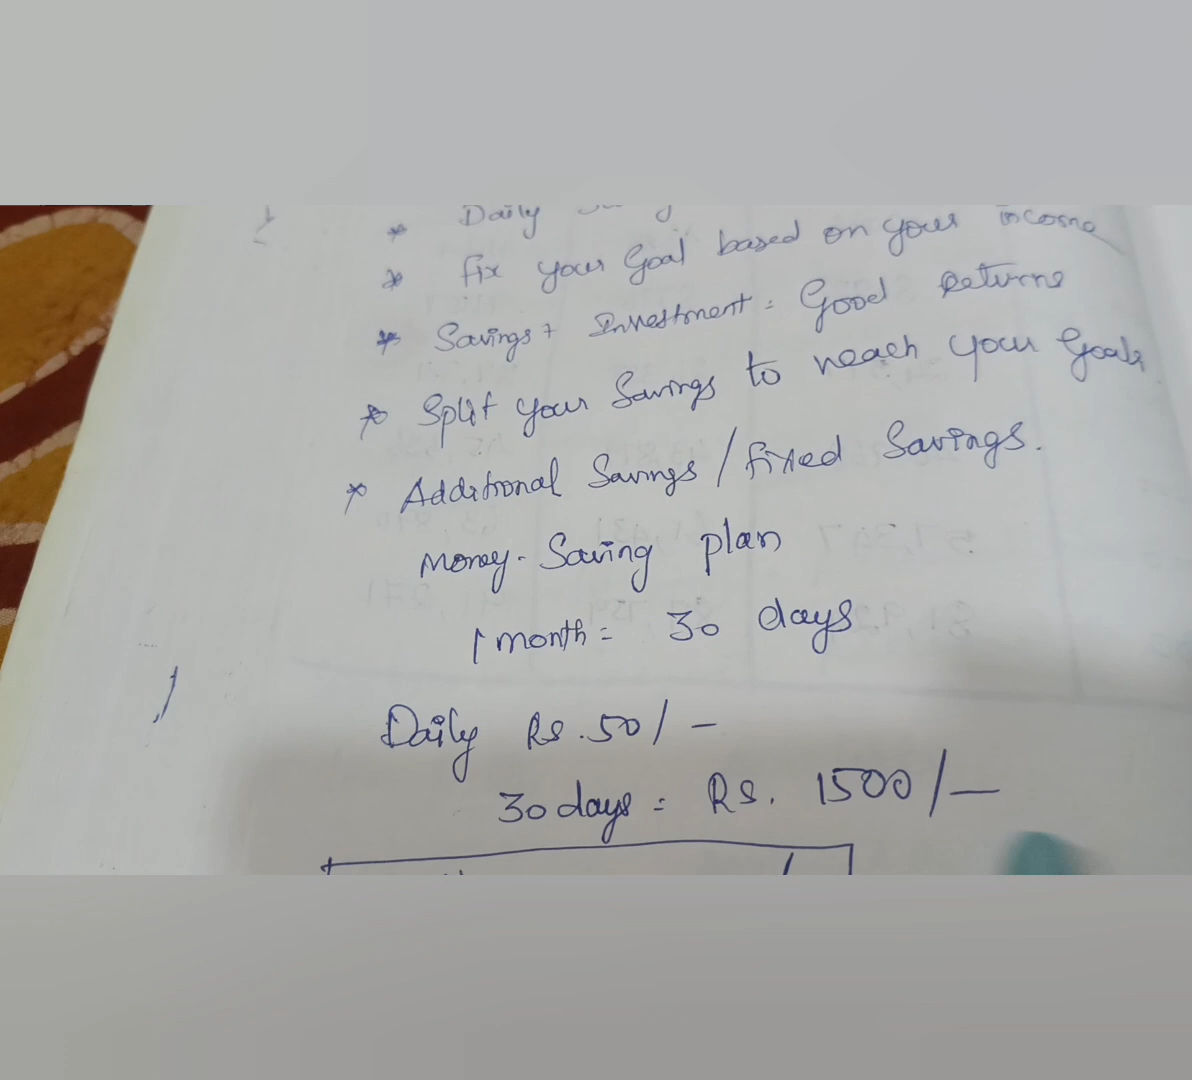 * Daily
* fix your Goal based on your income
* Savings + Investment = Good Returns
* Split your Savings to reach your Goals
* Additional Savings / fixed Savings.
Money-Saving plan
1 month = 30 days
Daily Rs.50/-
30 days = Rs. 1500/-